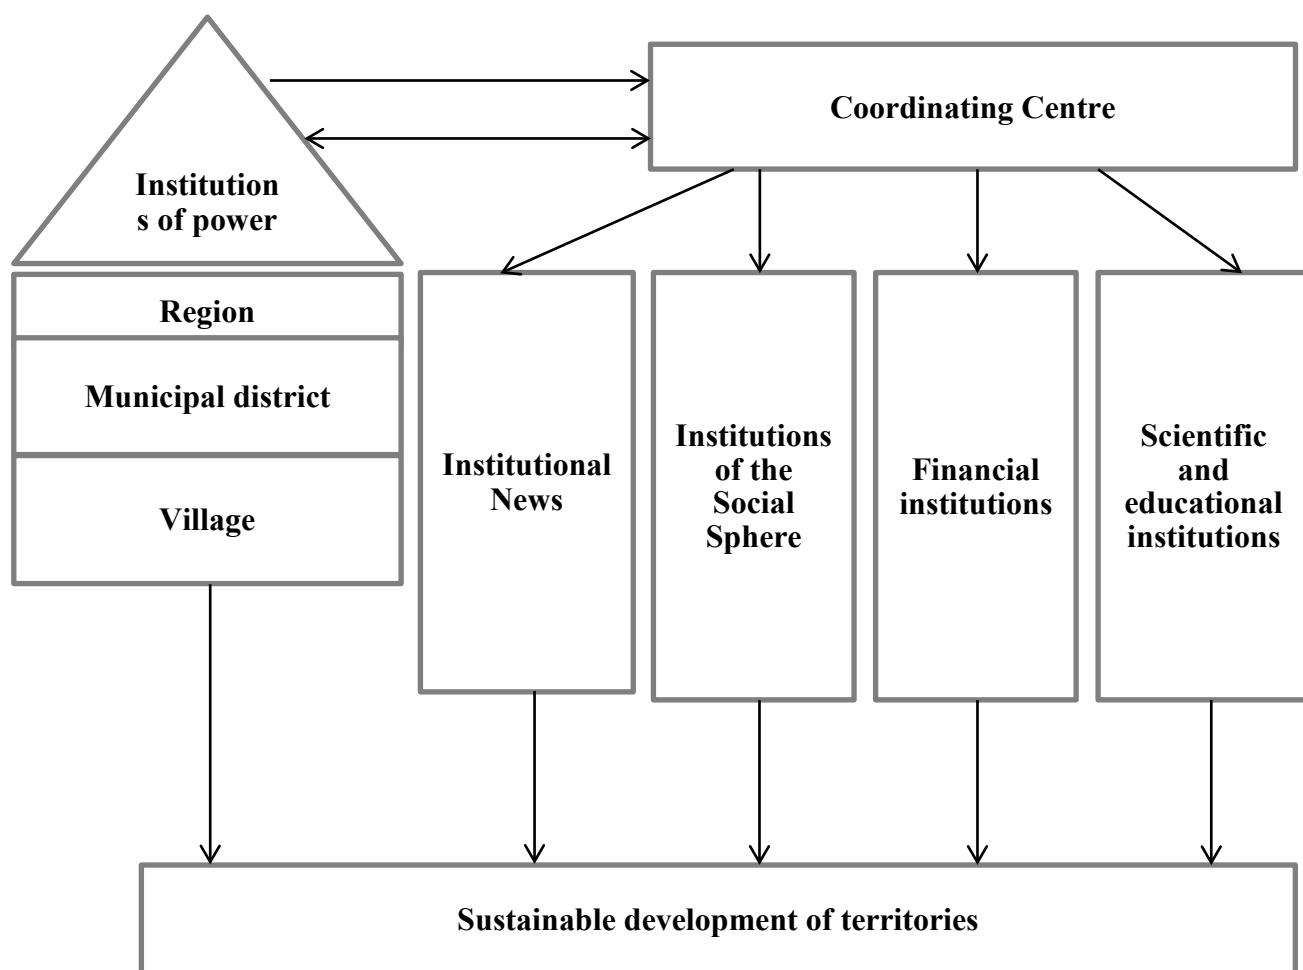 Coordinating Centre
Institution
s of power
Region
Municipal district
Village
Institutional
News
Institutions
of the
Social
Sphere
Financial
institutions
Scientific
and
educational
institutions
Sustainable development of territories